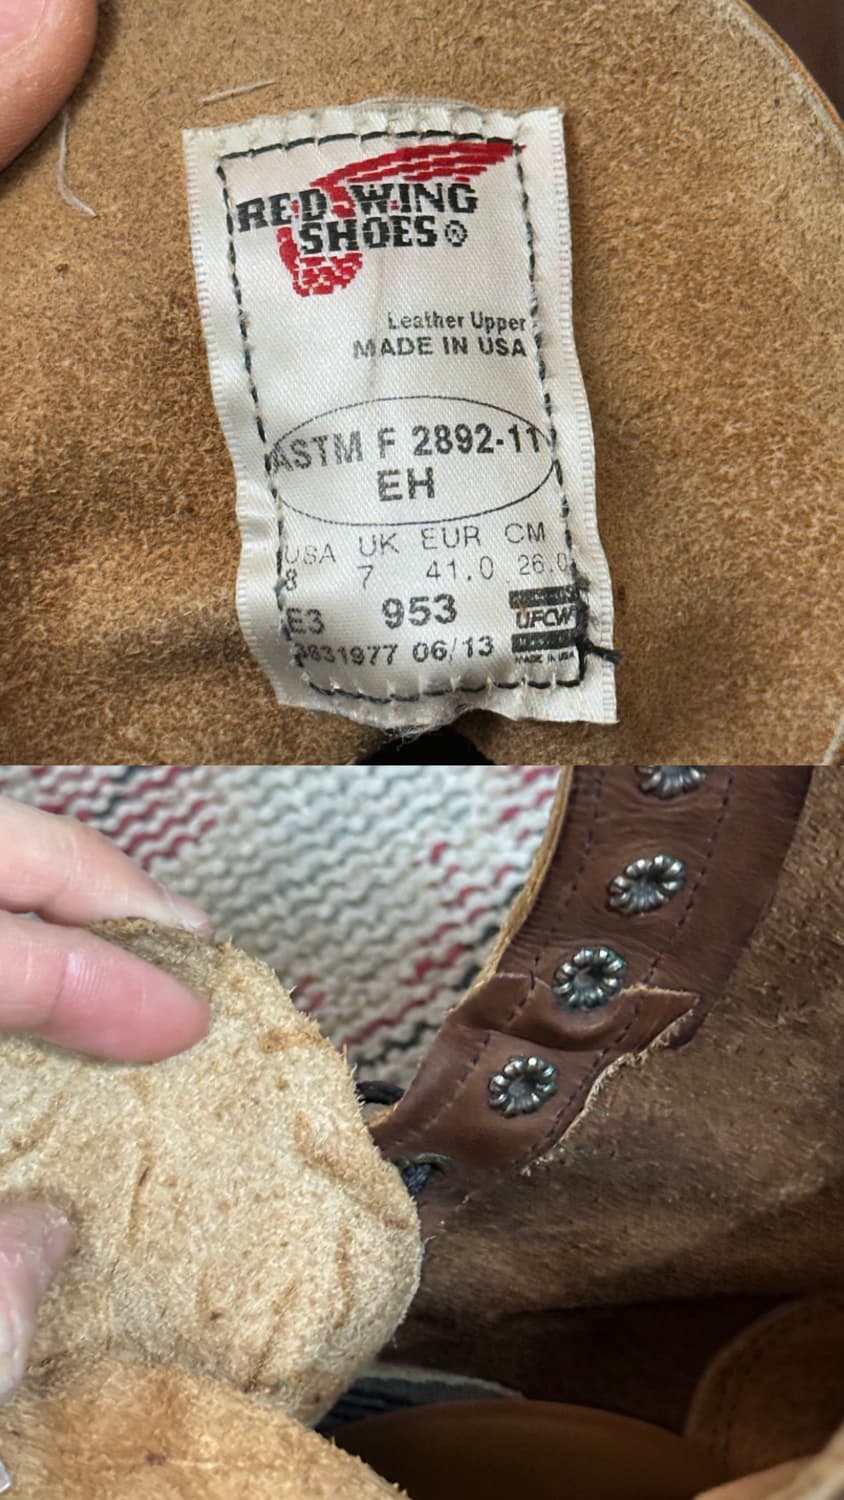 RED WING
SHOES®
Leather Upper
MADE IN USA
ASTM F 2892-11
EH
USA UK EUR CM
8 7 41.0 26.0
E3 953
UFCW
3631977 06/13
MADE IN USA